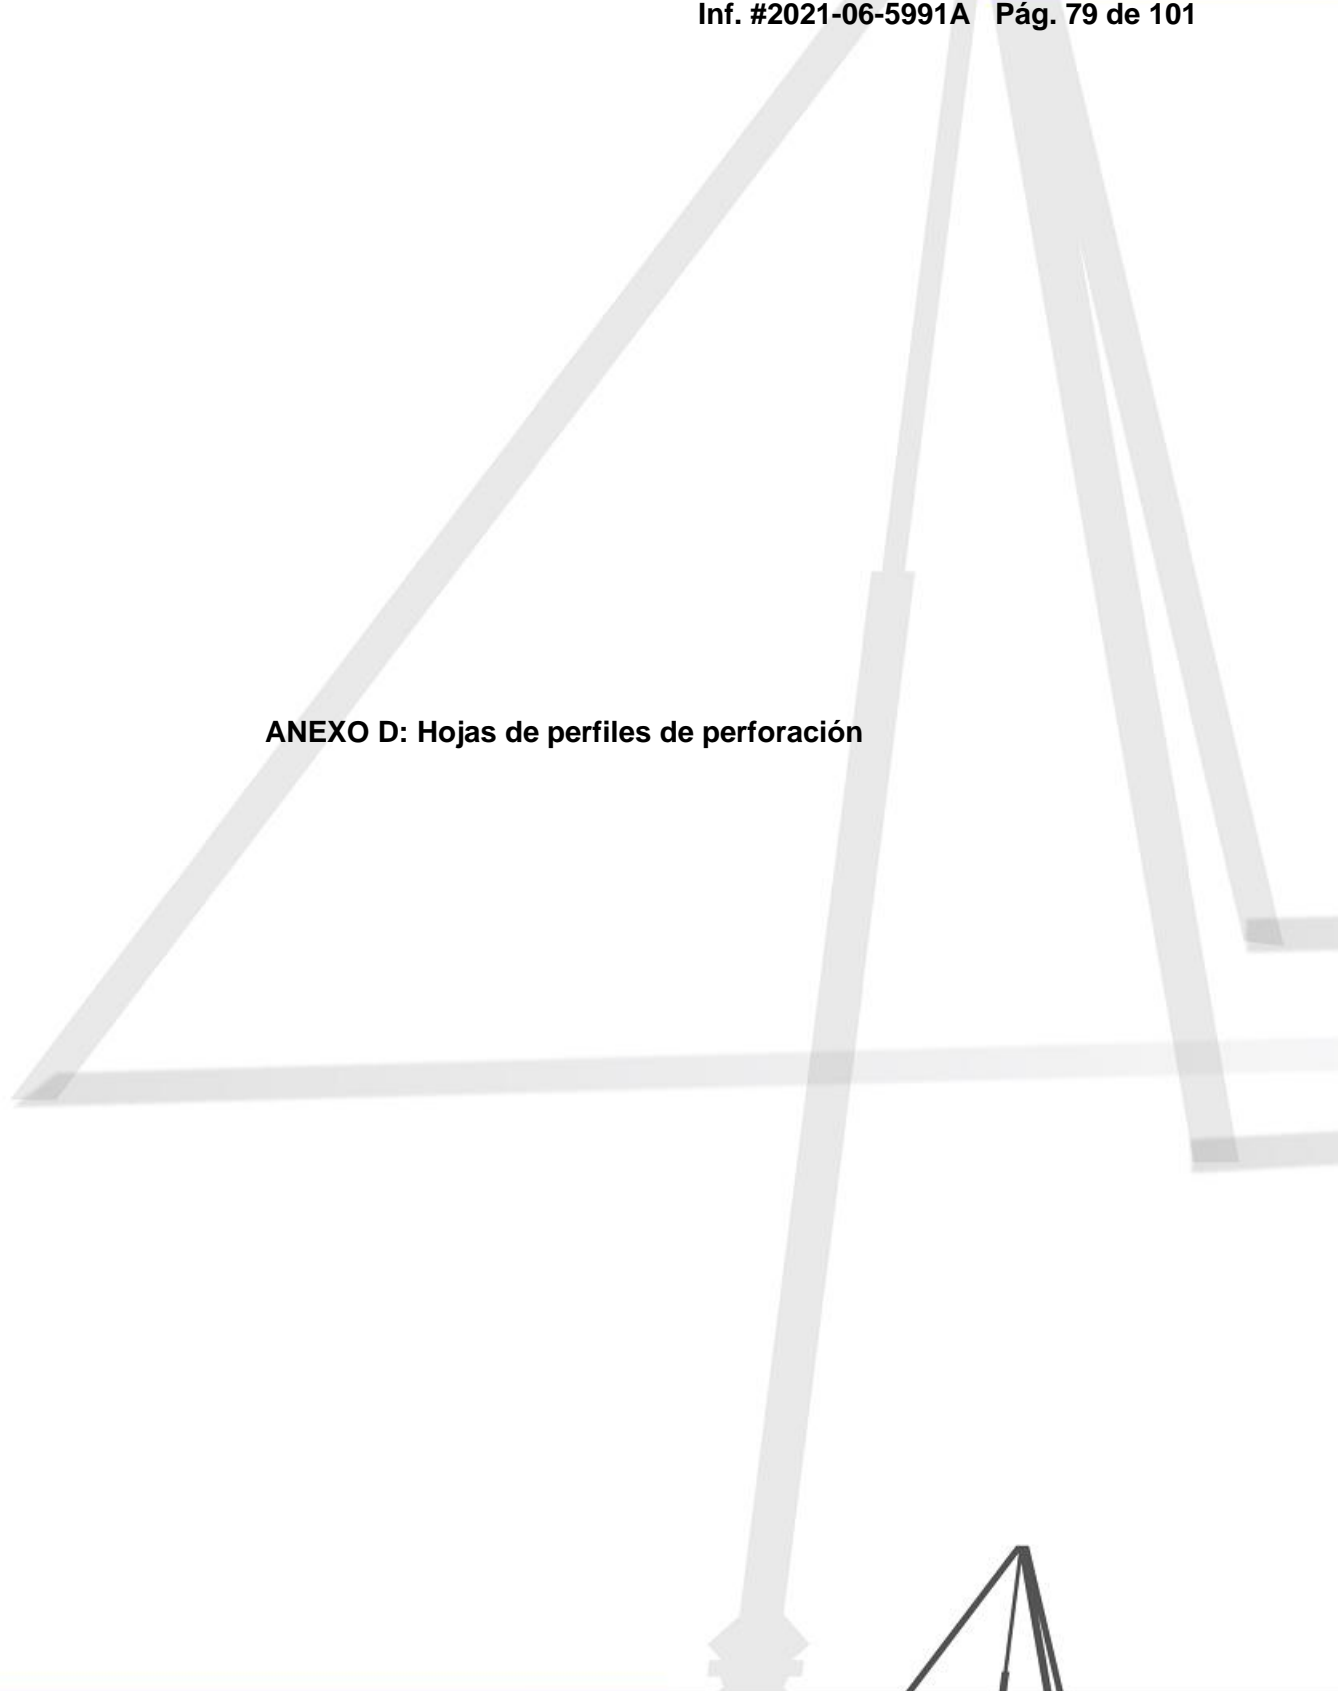 Inf. #2021-06-5991A Pág. 79 de 101
ANEXO D: Hojas de perfiles de perforación